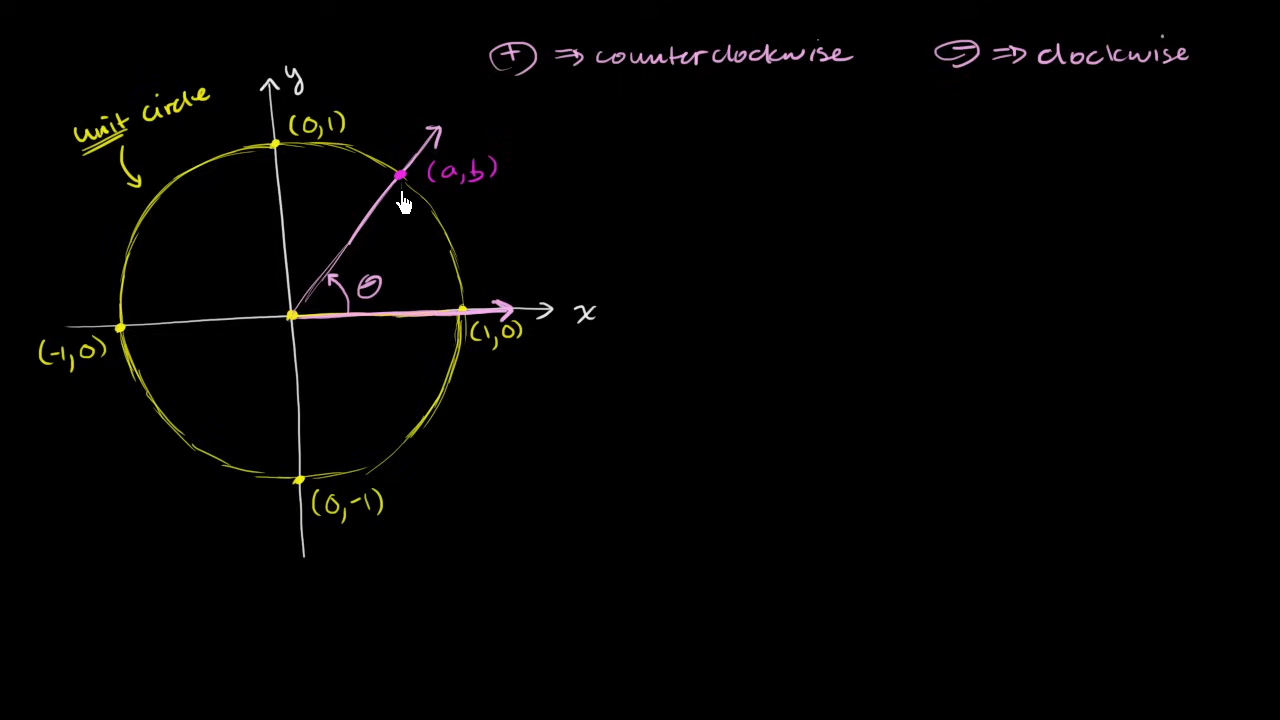 (+) ⇒ counterclockwise
(-) ⇒ clockwise
y
unit circle
(0,1)
(a,b)
θ
x
(1,0)
(-1,0)
(0,-1)